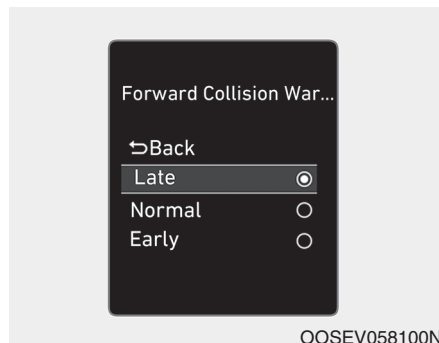 Forward Collision War...
⮌Back
Late
Normal
Early
OOSEV058100N